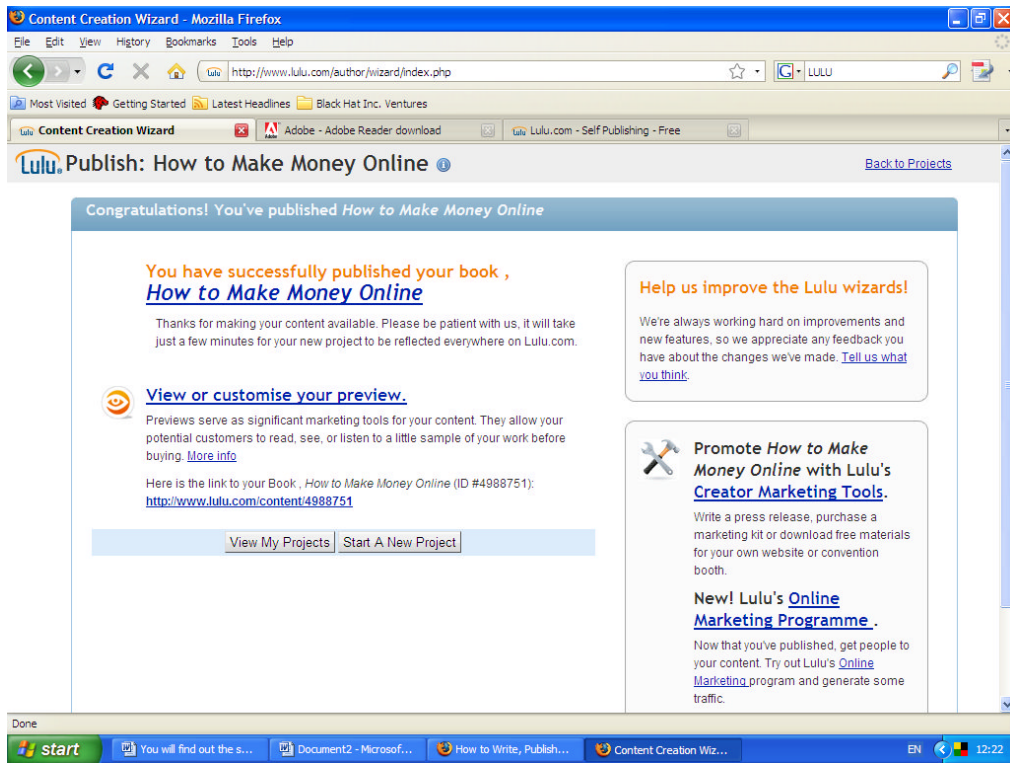 Content Creation Wizard - Mozilla Firefox
File Edit View History Bookmarks Tools Help
lulu http://www.lulu.com/author/wizard/index.php G LULU
Most Visited Getting Started Latest Headlines Black Hat Inc. Ventures
Content Creation Wizard Adobe - Adobe Reader download Lulu.com - Self Publishing - Free
Lulu. Publish: How to Make Money Online Back to Projects
Congratulations! You've published How to Make Money Online
You have successfully published your book ,
How to Make Money Online
Thanks for making your content available. Please be patient with us, it will take
just a few minutes for your new project to be reflected everywhere on Lulu.com.
View or customise your preview.
Previews serve as significant marketing tools for your content. They allow your
potential customers to read, see, or listen to a little sample of your work before
buying. More info
Here is the link to your Book , How to Make Money Online (ID #4988751):
http://www.lulu.com/content/4988751
View My Projects Start A New Project
Help us improve the Lulu wizards!
We're always working hard on improvements and
new features, so we appreciate any feedback you
have about the changes we've made. Tell us what
you think.
Promote How to Make
Money Online with Lulu's
Creator Marketing Tools.
Write a press release, purchase a
marketing kit or download free materials
for your own website or convention
booth.
New! Lulu's Online
Marketing Programme .
Now that you've published, get people to
your content. Try out Lulu's Online
Marketing program and generate some
traffic.
Done
start You will find out the s... Document2 - Microsof... How to Write, Publish... Content Creation Wiz... EN 12:22